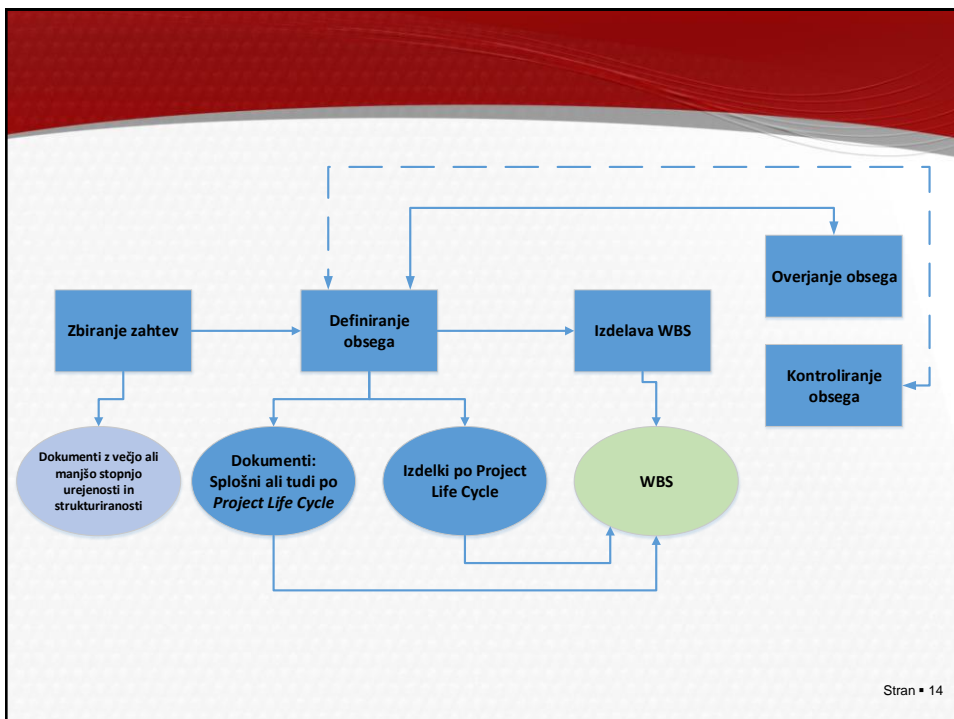 Overjanje obsega
Zbiranje zahtev
Definiranje
obsega
Izdelava WBS
Kontroliranje
obsega
Dokumenti z večjo ali
manjšo stopnjo
urejenosti in
strukturiranosti
Dokumenti:
Splošni ali tudi po
Project Life Cycle
Izdelki po Project
Life Cycle
WBS
Stran ▪ 14